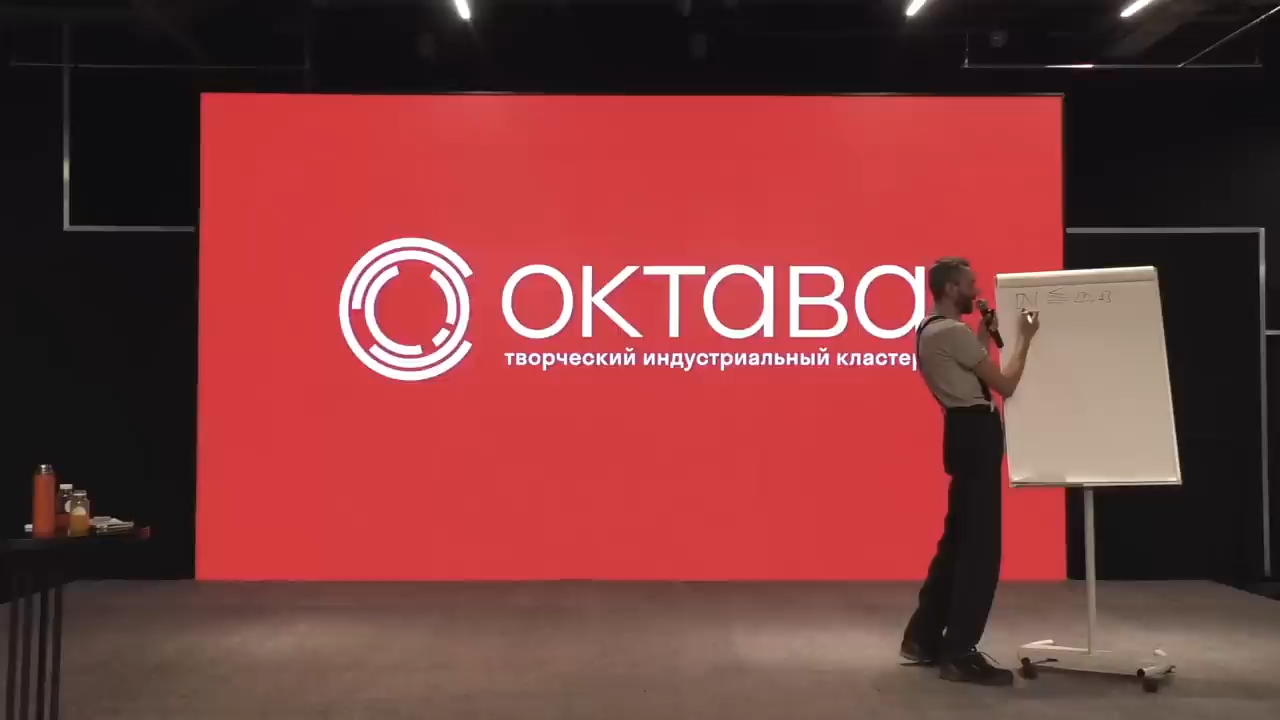 октава
творческий индустриальный кластер